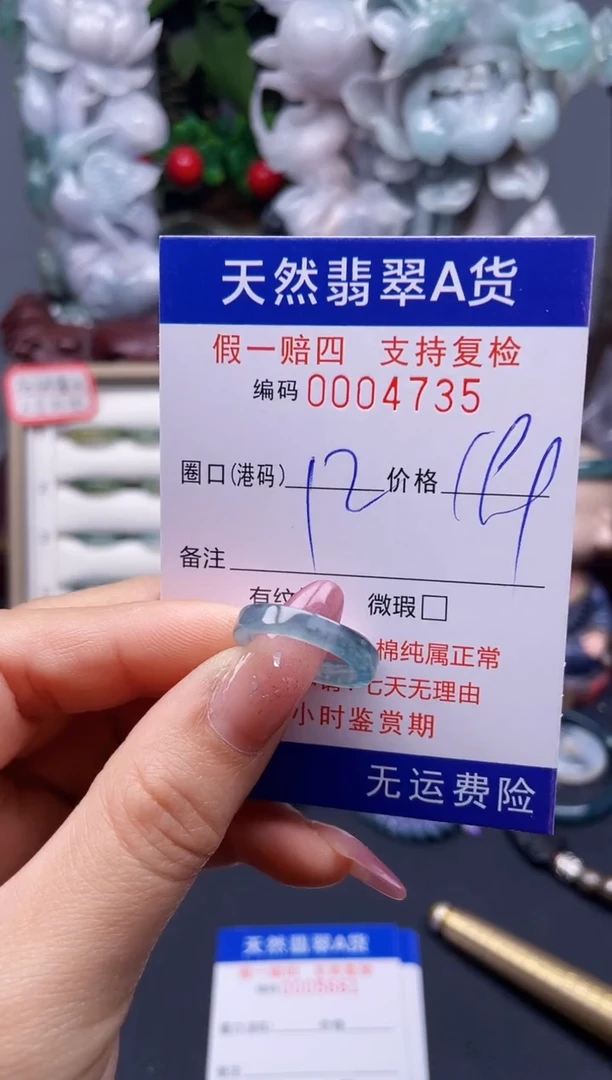 天然翡翠A货
假一赔四 支持复检
编码 0004735
圈口(港码) 12 价格
备注
有纹 微瑕□
棉纯属正常
七天无理由
小时鉴赏期
无运费险
天然翡翠A货